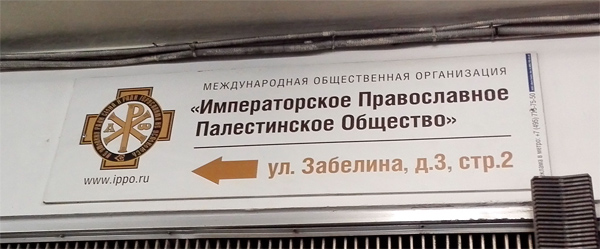 МЕЖДУНАРОДНАЯ ОБЩЕСТВЕННАЯ ОРГАНИЗАЦИЯ
«Императорское Православное
Палестинское Общество»
ул. Забелина, д.3, стр.2
www.ippo.ru